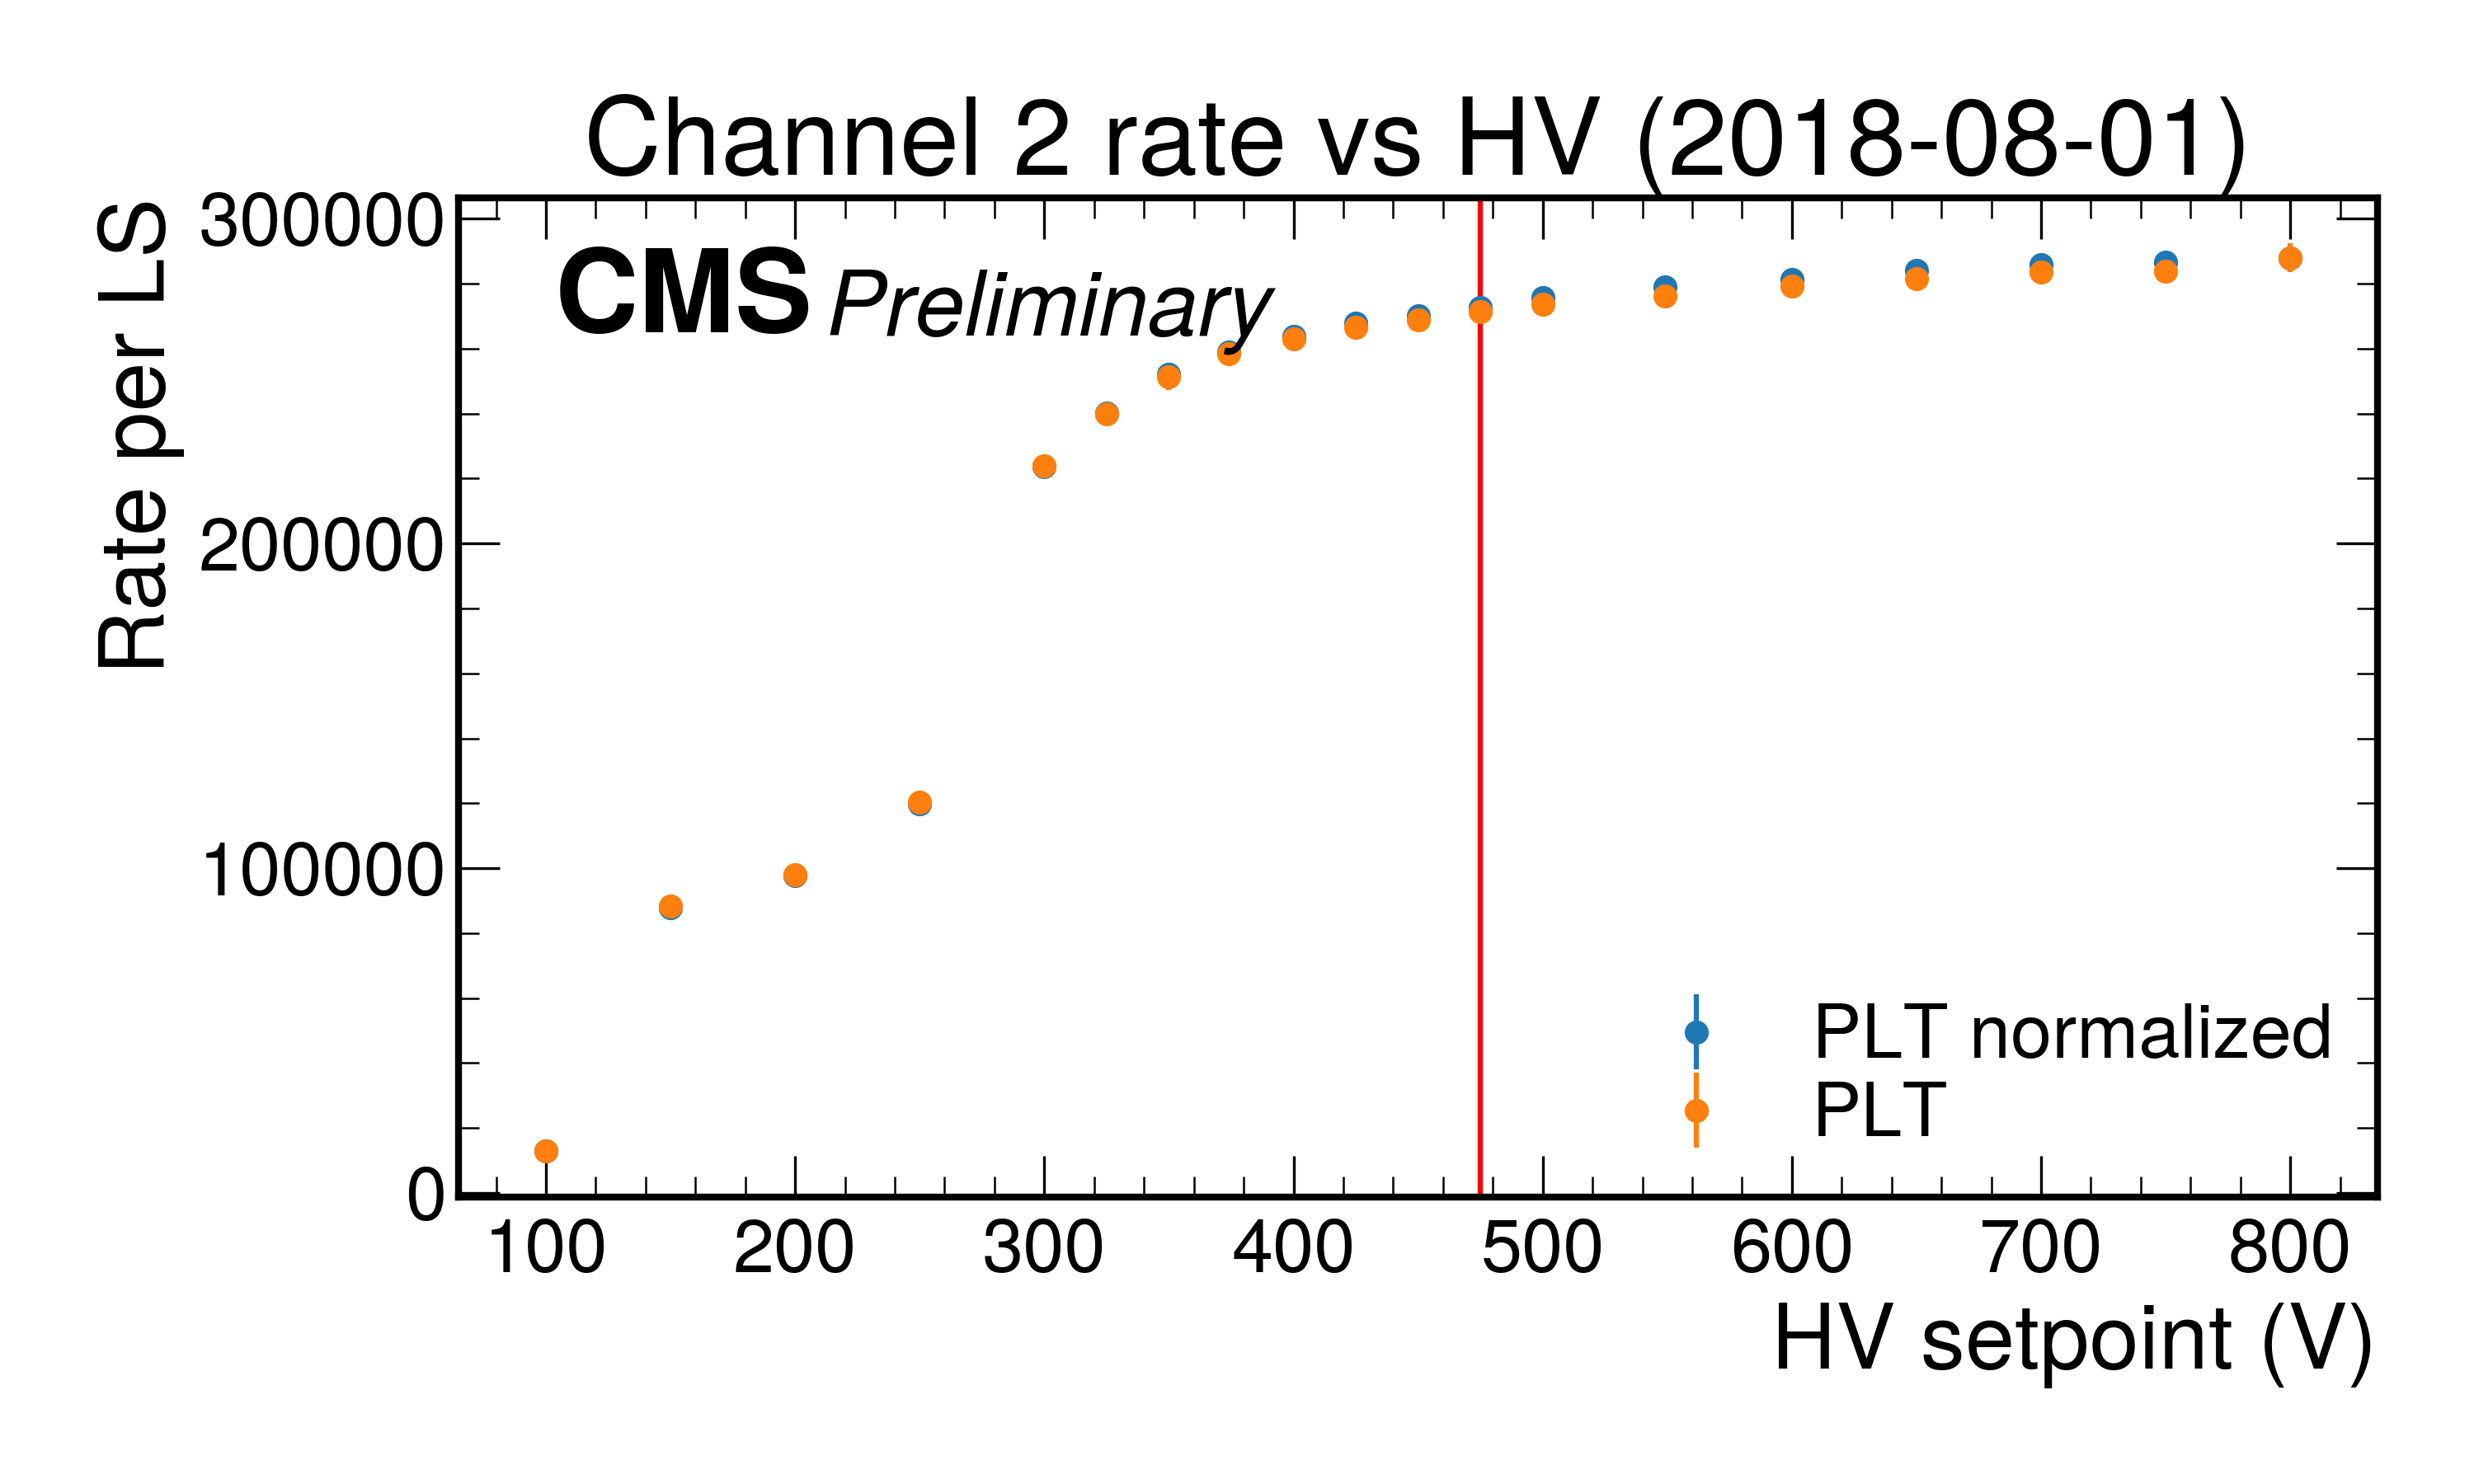 Channel 2 rate vs HV (2018-08-01)
Rate per LS
300000
200000
100000
0
CMS Preliminary
PLT normalized
PLT
100 200 300 400 500 600 700 800
HV setpoint (V)